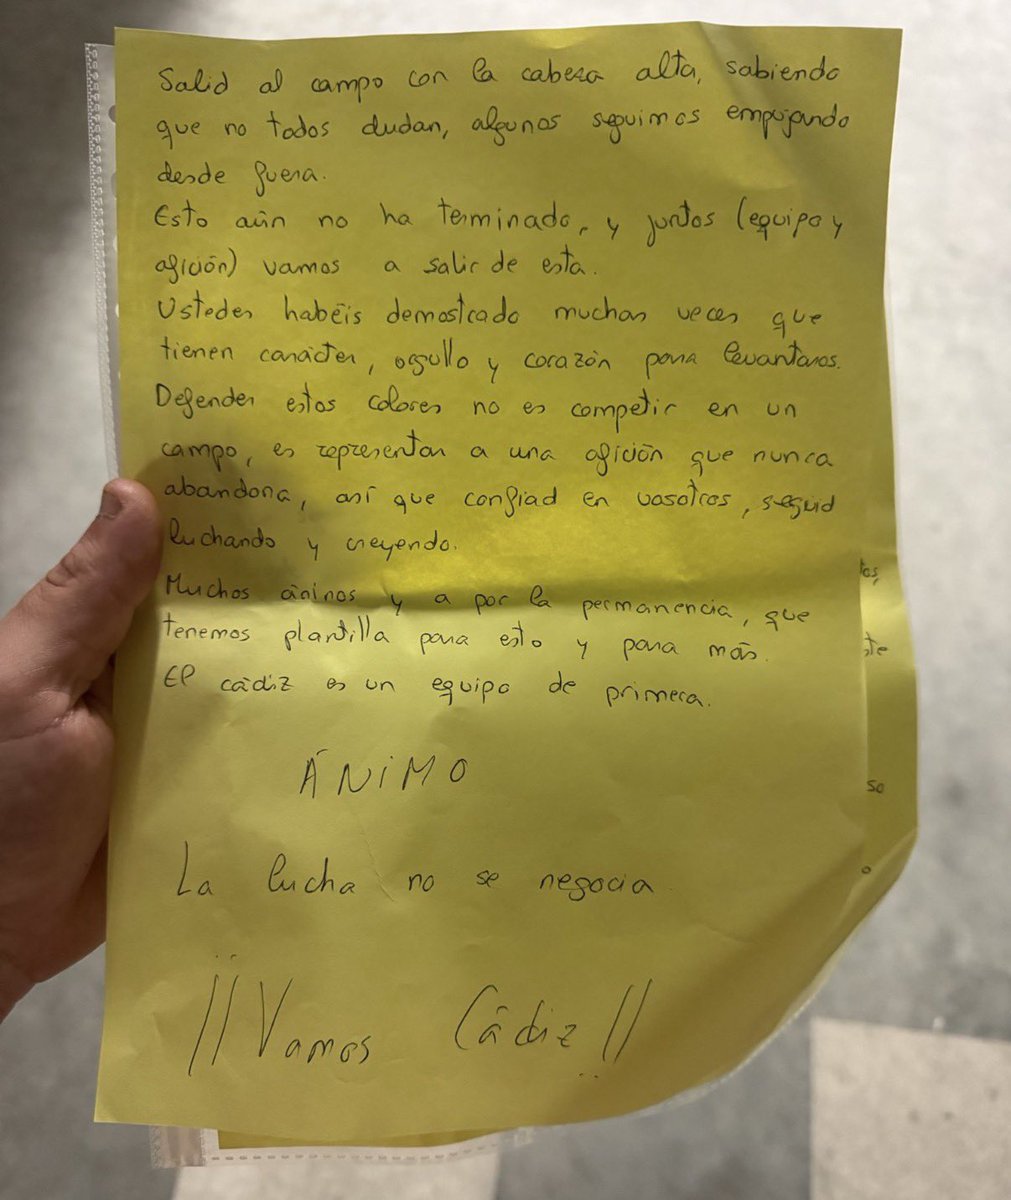 Salid al campo con la cabeza alta, sabiendo
que no todos dudan, algunos seguimos empujando
desde fuera.
Esto aún no ha terminado, y juntos (equipo y
afición) vamos a salir de esta.
Ustedes habéis demostrado muchas veces que
tienen carácter, orgullo y corazón para levantaros.
Defender estos colores no es competir en un
campo, es representar a una afición que nunca
abandona, así que confiad en vosotros, seguid
luchando y creyendo.
Muchos áninos y a por la permanencia, que
tenemos plantilla para esto y para más.
El cádiz es un equipo de primera.
ÁNIMO
La lucha no se negocia
¡¡Vamos Cádiz!!
so